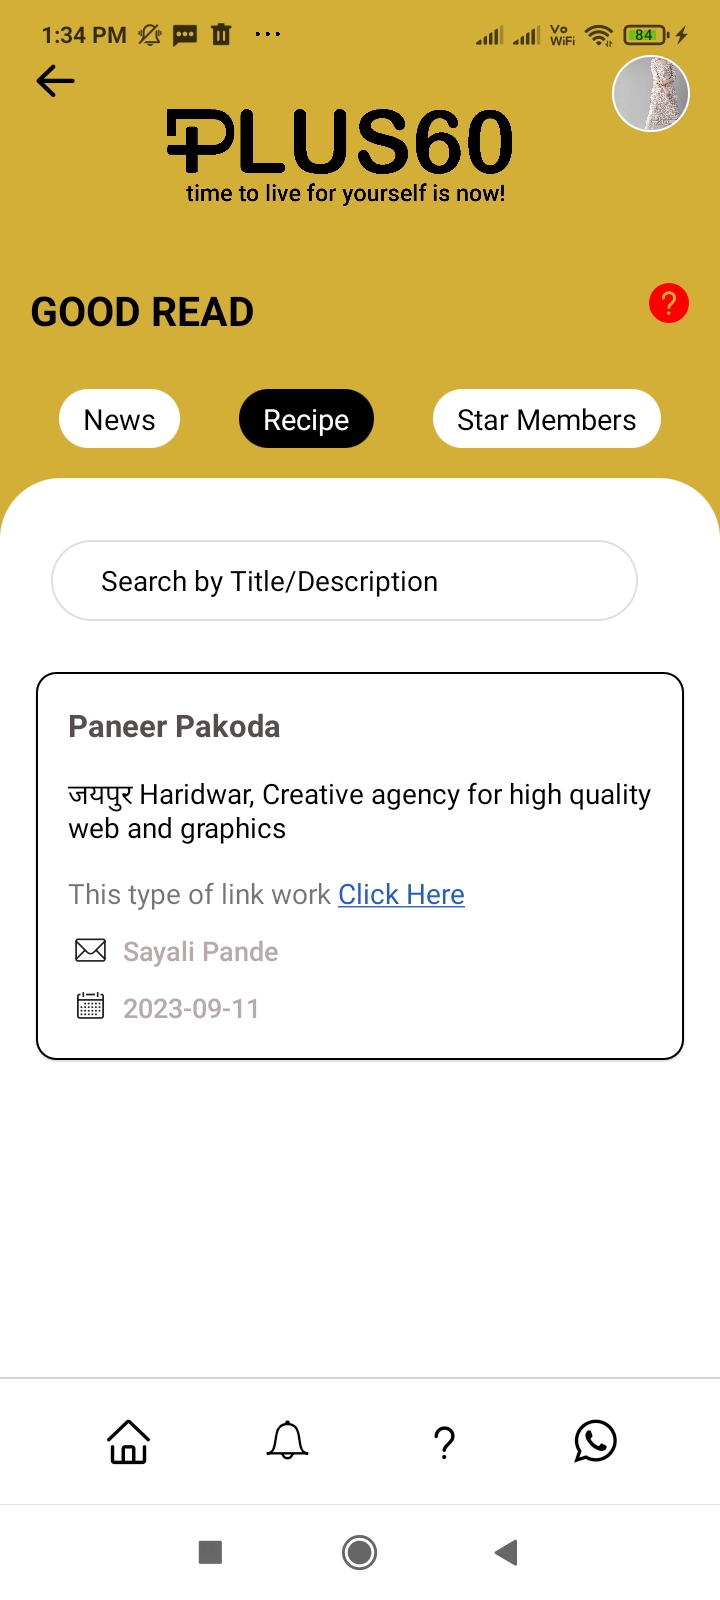 1:34 PM
Vo
WiFi
84
PLUS60
time to live for yourself is now!
GOOD READ
?
News
Recipe
Star Members
Search by Title/Description
Paneer Pakoda
जयपुर Haridwar, Creative agency for high quality
web and graphics
This type of link work Click Here
Sayali Pande
2023-09-11
?